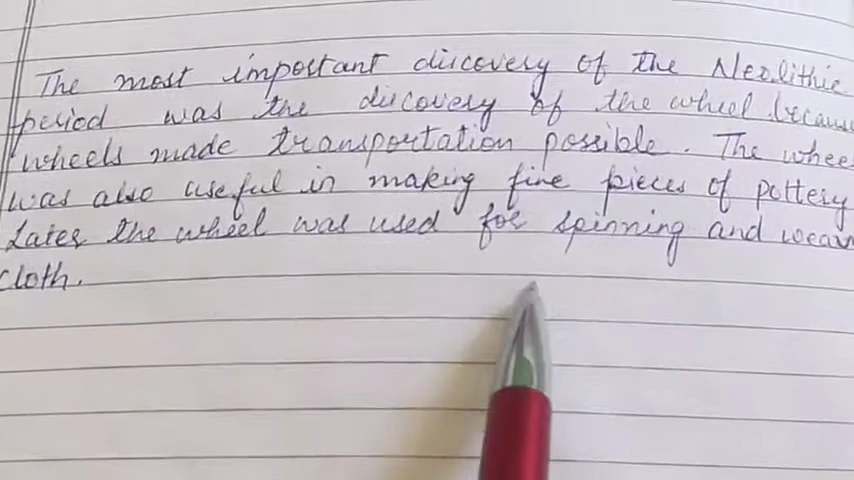 The most important discovery of the Neolithic
period was the discovery of the wheel because
wheels made transportation possible. The wheel
was also useful in making fine pieces of pottery
Later the wheel was used for spinning and
cloth.